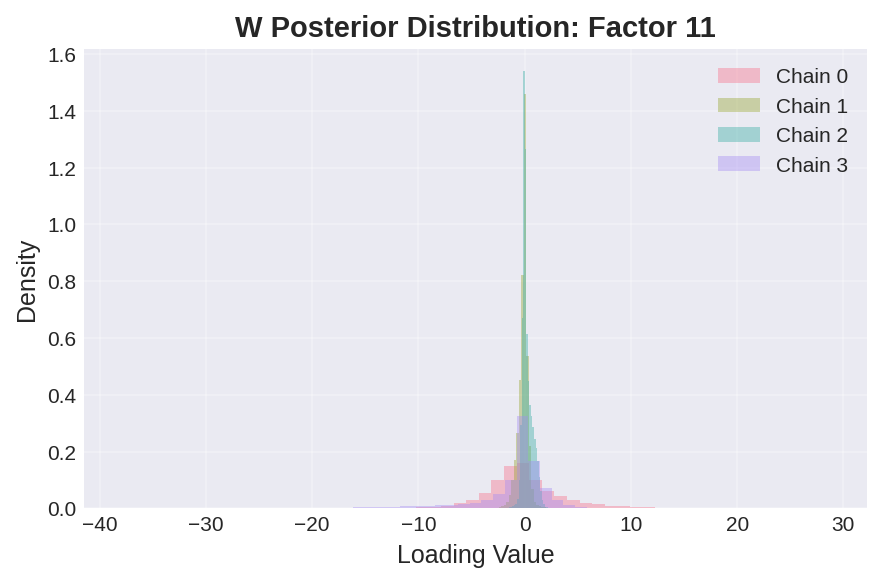 W Posterior Distribution: Factor 11
1.6
1.4
1.2
1.0
0.8
0.6
0.4
0.2
0.0
Density
Chain 0
Chain 1
Chain 2
Chain 3
−40 −30 −20 −10 0 10 20 30
Loading Value